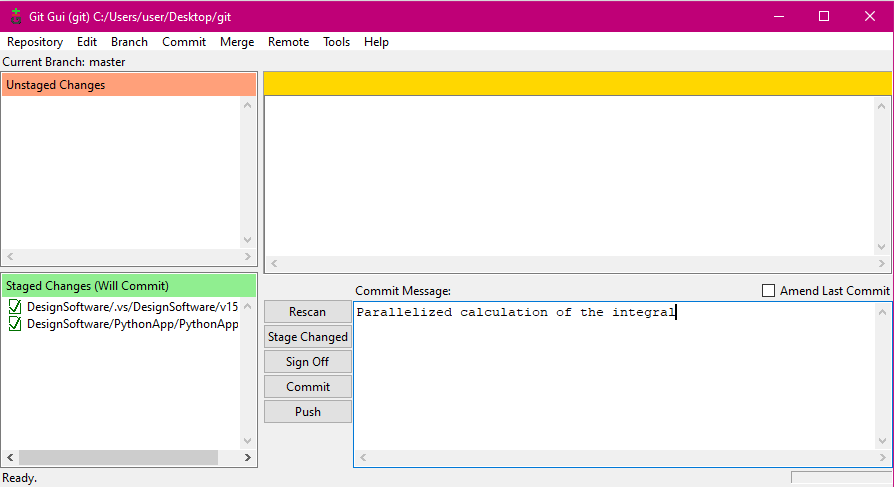 Git Gui (git) C:/Users/user/Desktop/git
Repository Edit Branch Commit Merge Remote Tools Help
Current Branch: master
Unstaged Changes
Staged Changes (Will Commit)
DesignSoftware/.vs/DesignSoftware/v15
DesignSoftware/PythonApp/PythonApp
Commit Message:
Amend Last Commit
Rescan
Stage Changed
Sign Off
Commit
Push
Parallelized calculation of the integral
Ready.